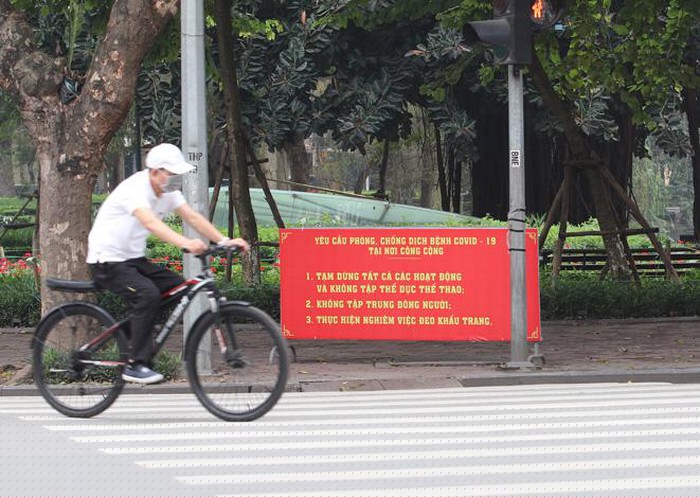 YÊU CẦU PHÒNG, CHỐNG DỊCH BỆNH COVID - 19
TẠI NƠI CÔNG CỘNG
1. TẠM DỪNG TẤT CẢ CÁC HOẠT ĐỘNG
VÀ KHÔNG TẬP THỂ DỤC THỂ THAO;
2. KHÔNG TẬP TRUNG ĐÔNG NGƯỜI;
3. THỰC HIỆN NGHIÊM VIỆC ĐEO KHẨU TRANG.
BNE
THP